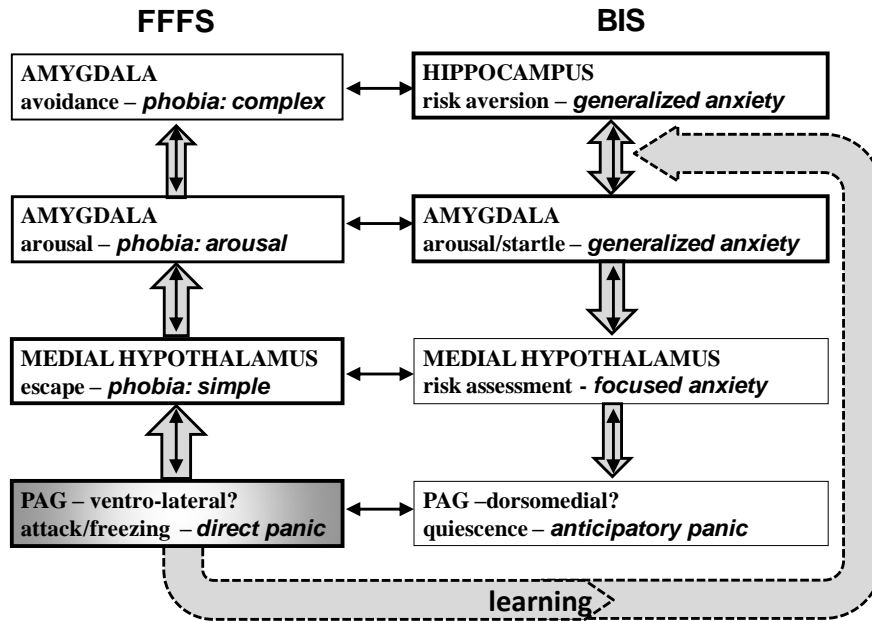 FFFS
BIS
AMYGDALA
avoidance – phobia: complex
HIPPOCAMPUS
risk aversion – generalized anxiety
AMYGDALA
arousal – phobia: arousal
AMYGDALA
arousal/startle – generalized anxiety
MEDIAL HYPOTHALAMUS
escape – phobia: simple
MEDIAL HYPOTHALAMUS
risk assessment - focused anxiety
PAG – ventro-lateral?
attack/freezing – direct panic
PAG –dorsomedial?
quiescence – anticipatory panic
learning